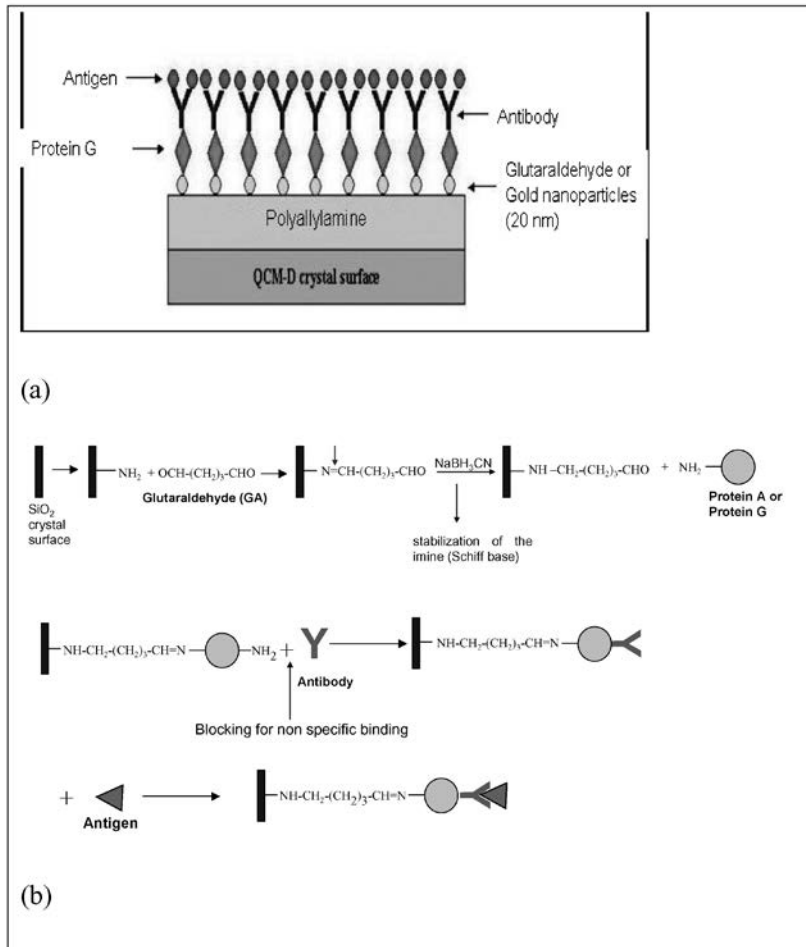 Antigen
Antibody
Protein G
Glutaraldehyde or
Gold nanoparticles
(20 nm)
Polyallylamine
QCM-D crystal surface
(a)
SiO₂
crystal
surface
NH₂ + OCH-(CH₂)₃-CHO
Glutaraldehyde (GA)
N=CH-(CH₂)₃-CHO
NaBH₃CN
stabilization of the
imine (Schiff base)
NH-CH₂-(CH₂)₃-CHO + NH₂
Protein A or
Protein G
NH-CH₂-(CH₂)₃-CH=N
NH₂ +
Antibody
Blocking for non specific binding
NH-CH₂-(CH₂)₃-CH=N
+
Antigen
NH-CH₂-(CH₂)₃-CH=N
(b)